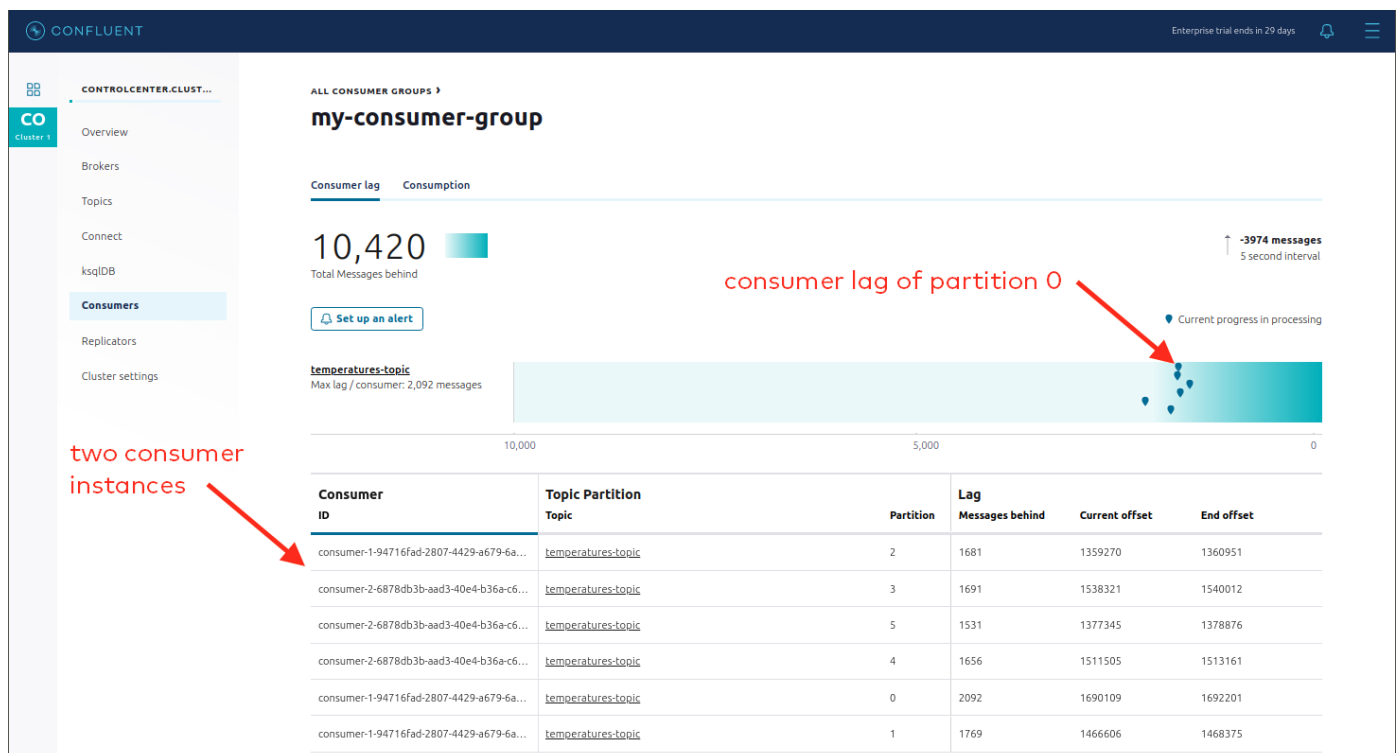 CONFLUENT
Enterprise trial ends in 29 days
CO
Cluster 1
CONTROLCENTER.CLUST...
Overview
Brokers
Topics
Connect
ksqlDB
Consumers
Replicators
Cluster settings
ALL CONSUMER GROUPS ›
my-consumer-group
Consumer lag Consumption
10,420
Total Messages behind
-3974 messages
5 second interval
consumer lag of partition 0
Set up an alert
Current progress in processing
temperatures-topic
Max lag / consumer: 2,092 messages
10,000 5,000 0
two consumer
instances
Consumer Topic Partition Lag
ID Topic Partition Messages behind Current offset End offset
consumer-1-94716fad-2807-4429-a679-6a... temperatures-topic 2 1681 1359270 1360951
consumer-2-6878db3b-aad3-40e4-b36a-c6... temperatures-topic 3 1691 1538321 1540012
consumer-2-6878db3b-aad3-40e4-b36a-c6... temperatures-topic 5 1531 1377345 1378876
consumer-2-6878db3b-aad3-40e4-b36a-c6... temperatures-topic 4 1656 1511505 1513161
consumer-1-94716fad-2807-4429-a679-6a... temperatures-topic 0 2092 1690109 1692201
consumer-1-94716fad-2807-4429-a679-6a... temperatures-topic 1 1769 1466606 1468375